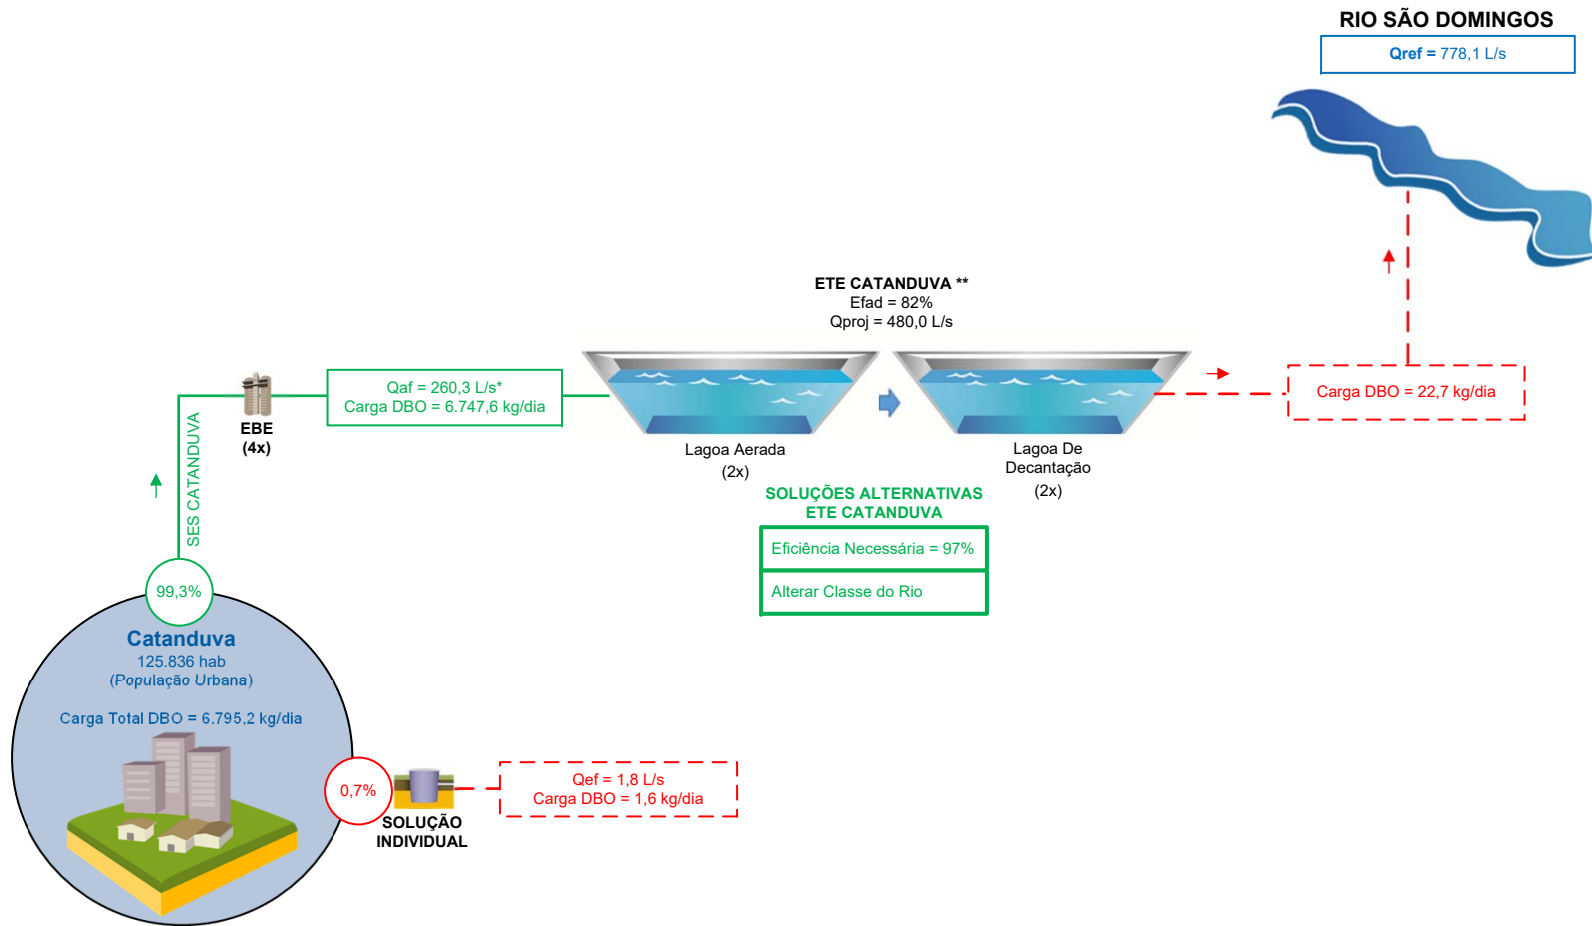 RIO SÃO DOMINGOS
Qref = 778,1 L/s
ETE CATANDUVA **
Efad = 82%
Qproj = 480,0 L/s
Qaf = 260,3 L/s*
Carga DBO = 6.747,6 kg/dia
Carga DBO = 22,7 kg/dia
EBE
(4x)
SES CATANDUVA
Lagoa Aerada
(2x)
Lagoa De
Decantação
(2x)
SOLUÇÕES ALTERNATIVAS
ETE CATANDUVA
Eficiência Necessária = 97%
Alterar Classe do Rio
99,3%
Catanduva
125.836 hab
(População Urbana)
Carga Total DBO = 6.795,2 kg/dia
0,7%
SOLUÇÃO
INDIVIDUAL
Qef = 1,8 L/s
Carga DBO = 1,6 kg/dia